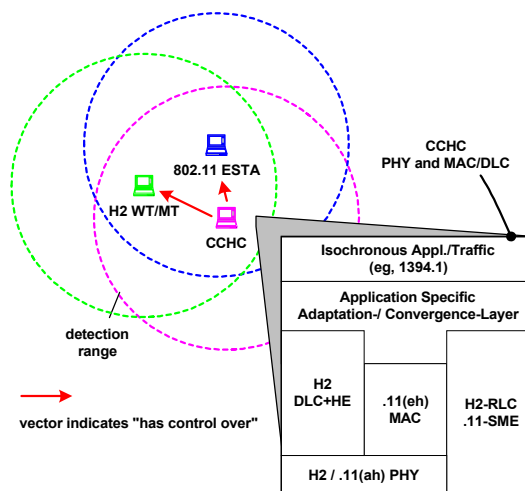 802.11 ESTA
H2 WT/MT
CCHC
CCHC
PHY and MAC/DLC
detection
range
vector indicates "has control over"
Isochronous Appl./Traffic
(eg, 1394.1)
Application Specific
Adaptation-/ Convergence-Layer
H2
DLC+HE
.11(eh)
MAC
H2-RLC
.11-SME
H2 / .11(ah) PHY